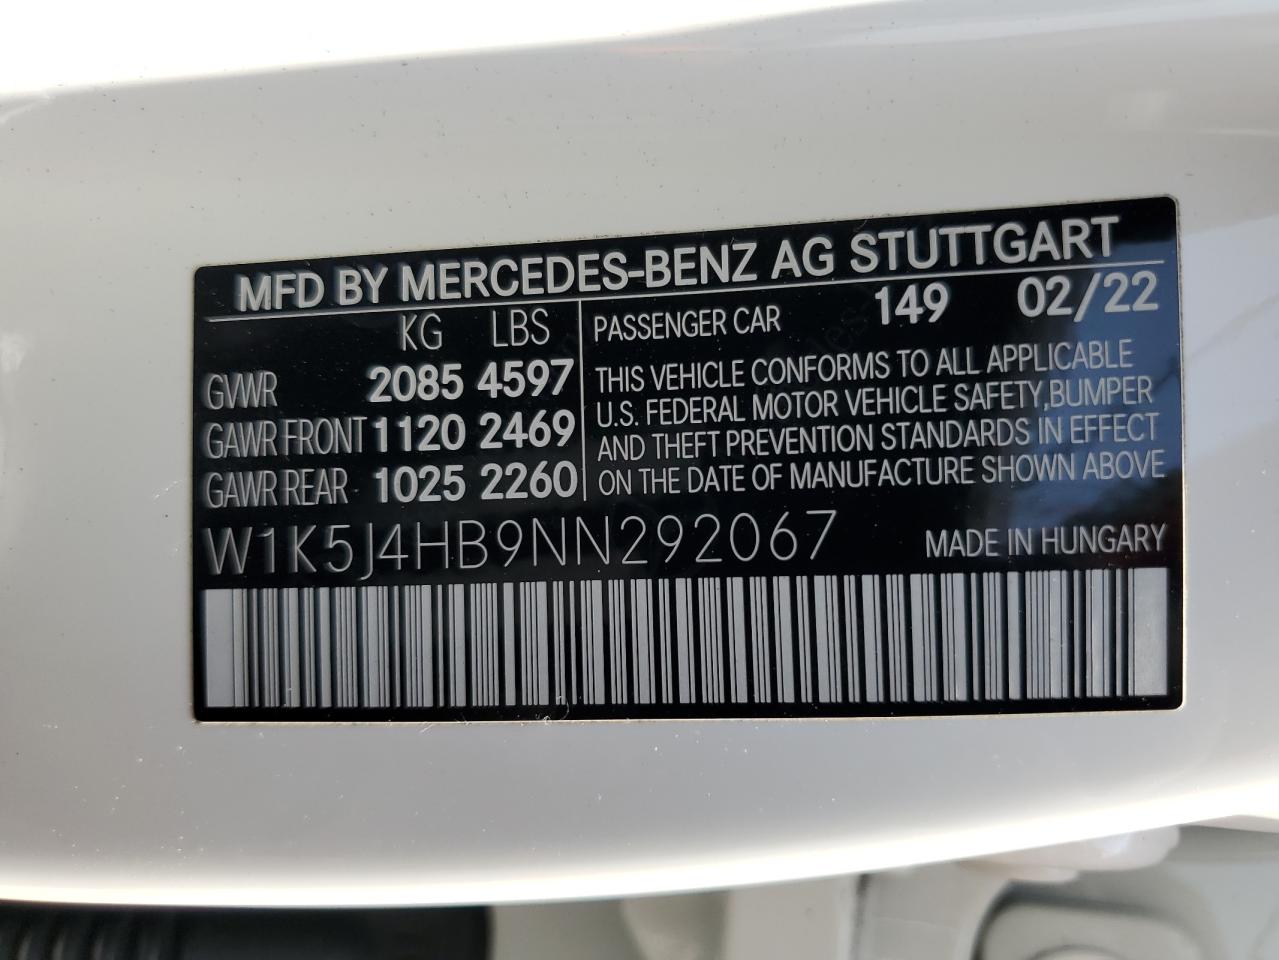 MFD BY MERCEDES-BENZ AG STUTTGART
KG LBS
GVWR 2085 4597
GAWR FRONT 1120 2469
GAWR REAR 1025 2260
PASSENGER CAR 149 02/22
THIS VEHICLE CONFORMS TO ALL APPLICABLE
U.S. FEDERAL MOTOR VEHICLE SAFETY,BUMPER
AND THEFT PREVENTION STANDARDS IN EFFECT
ON THE DATE OF MANUFACTURE SHOWN ABOVE
W1K5J4HB9NN292067 MADE IN HUNGARY